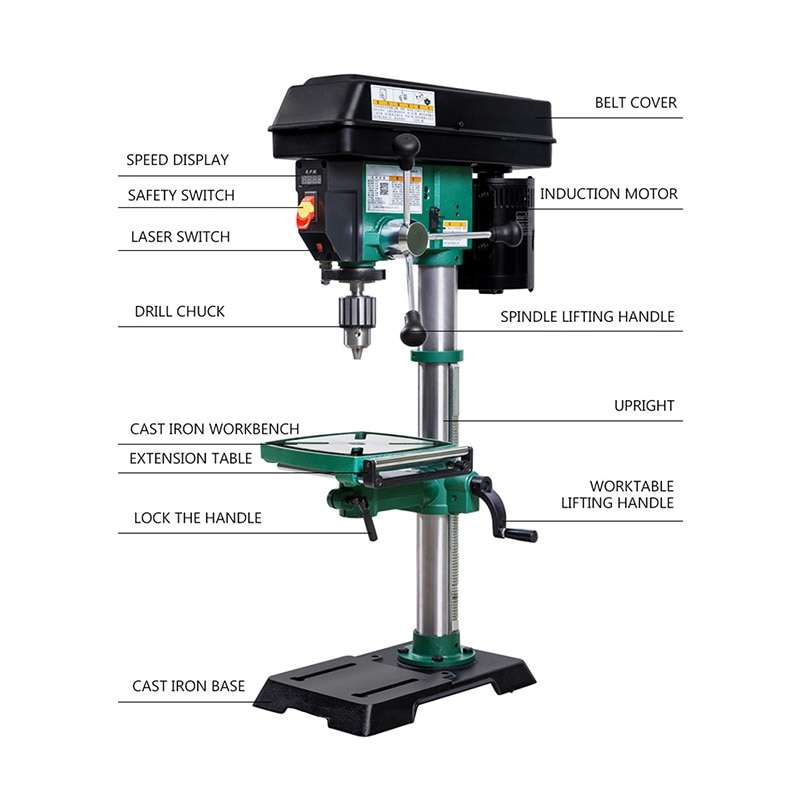 BELT COVER
SPEED DISPLAY
SAFETY SWITCH
INDUCTION MOTOR
LASER SWITCH
DRILL CHUCK
SPINDLE LIFTING HANDLE
UPRIGHT
CAST IRON WORKBENCH
EXTENSION TABLE
WORKTABLE
LIFTING HANDLE
LOCK THE HANDLE
CAST IRON BASE